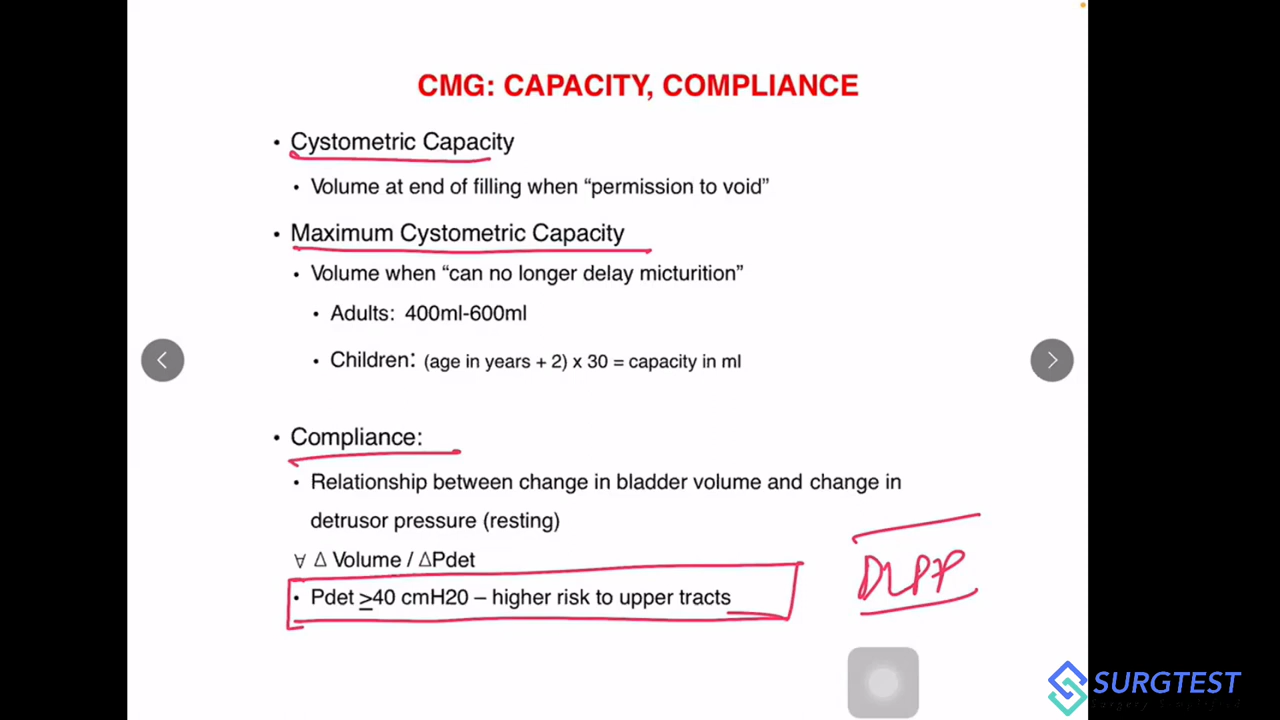 CMG: CAPACITY, COMPLIANCE
• Cystometric Capacity
• Volume at end of filling when “permission to void”
• Maximum Cystometric Capacity
• Volume when “can no longer delay micturition”
• Adults: 400ml-600ml
• Children: (age in years + 2) x 30 = capacity in ml
• Compliance:
• Relationship between change in bladder volume and change in
detrusor pressure (resting)
∀ Δ Volume / ΔPdet
• Pdet ≥40 cmH20 – higher risk to upper tracts
DLPP
SURGTEST
Surgery Simplified